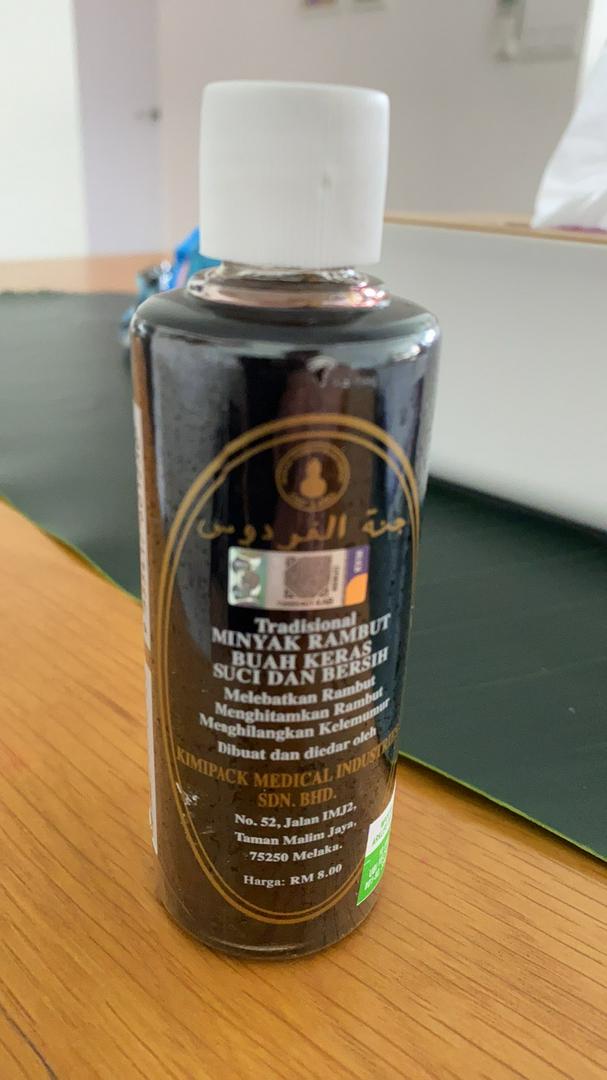 جنة الفردوس
Tradisional
MINYAK RAMBUT
BUAH KERAS
SUCI DAN BERSIH
Melebatkan Rambut
Menghitamkan Rambut
Menghilangkan Kelemumur
Dibuat dan diedar oleh
KIMIPACK MEDICAL INDUSTRIES
SDN. BHD.
No. 52, Jalan IMJ2,
Taman Malim Jaya,
75250 Melaka.
Harga: RM 8.00